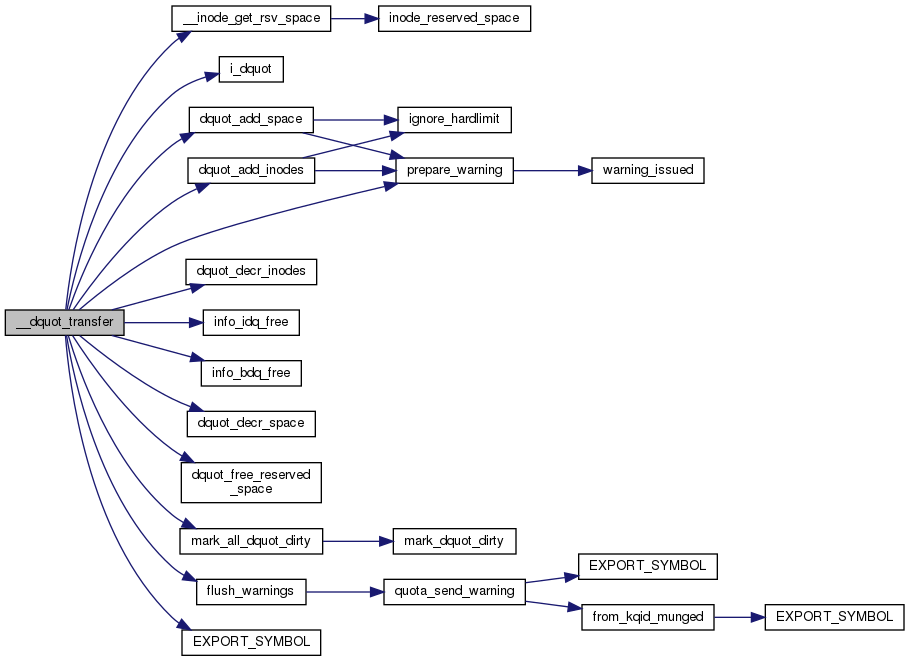 __inode_get_rsv_space
inode_reserved_space
i_dquot
dquot_add_space
ignore_hardlimit
dquot_add_inodes
prepare_warning
warning_issued
dquot_decr_inodes
__dquot_transfer
info_idq_free
info_bdq_free
dquot_decr_space
dquot_free_reserved
_space
mark_all_dquot_dirty
mark_dquot_dirty
EXPORT_SYMBOL
flush_warnings
quota_send_warning
from_kqid_munged
EXPORT_SYMBOL
EXPORT_SYMBOL